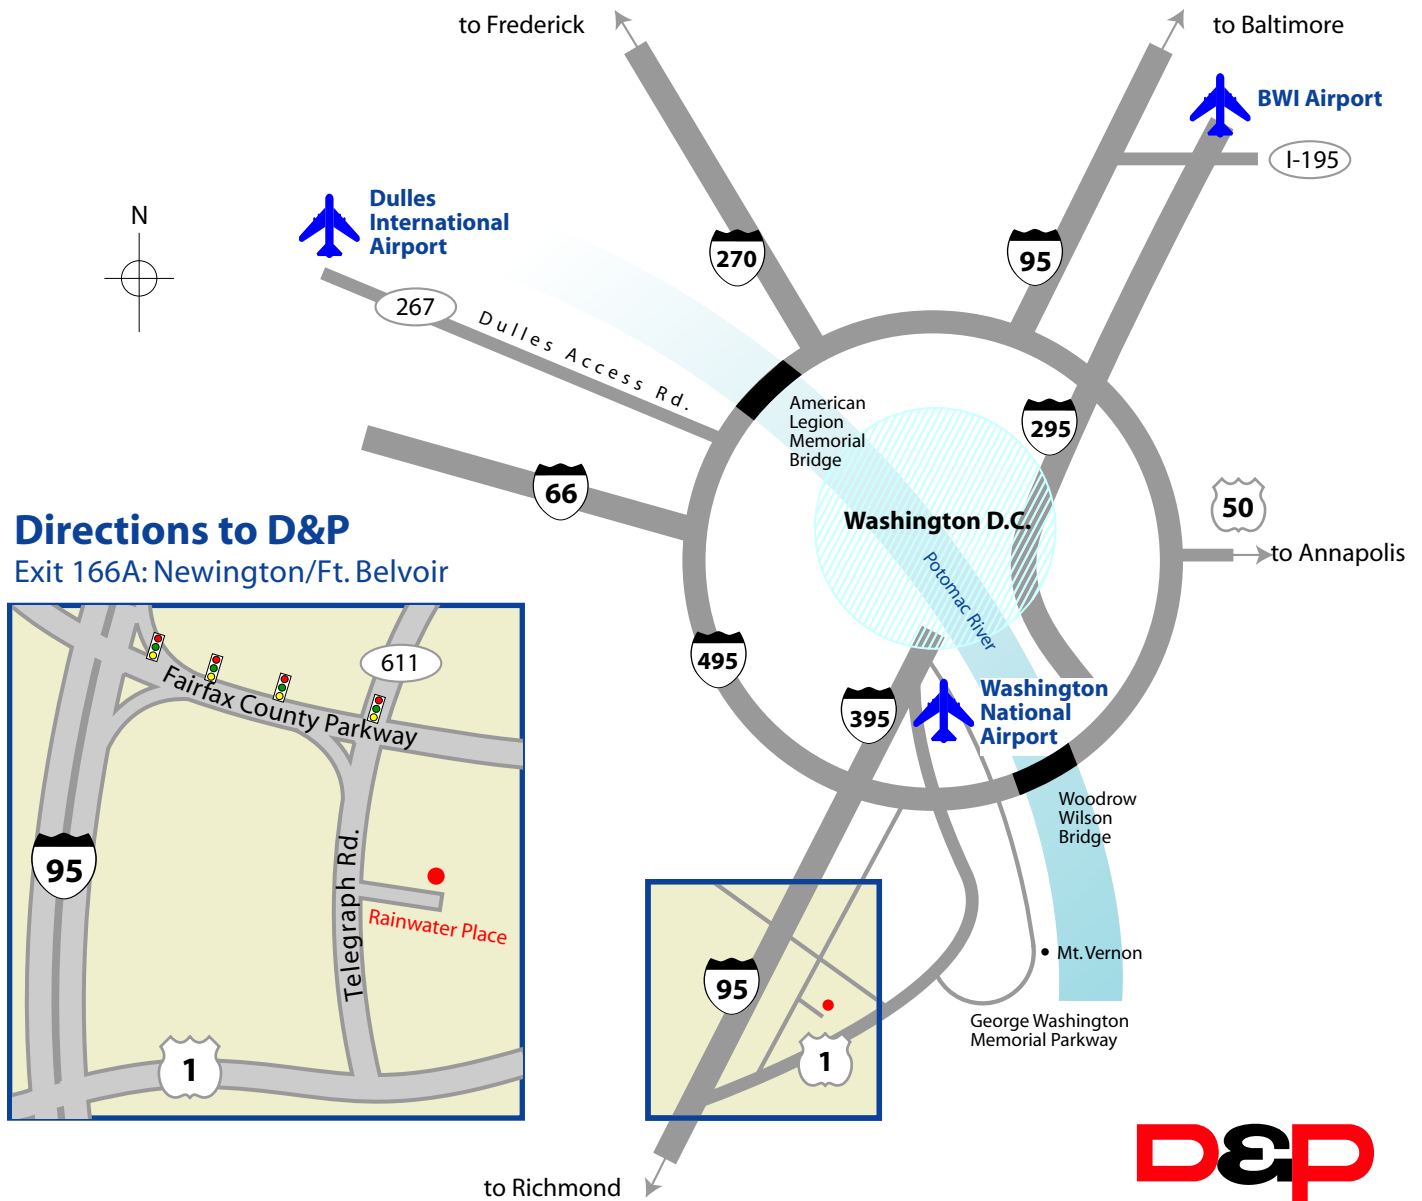 to Frederick
to Baltimore
BWI Airport
I-195
Dulles
International
Airport
N
270
95
267
Dulles Access Rd.
American
Legion
Memorial
Bridge
295
66
50
Washington D.C.
to Annapolis
Directions to D&P
Exit 166A: Newington/Ft. Belvoir
Potomac River
495
611
Fairfax County Parkway
395
Washington
National
Airport
Woodrow
Wilson
Bridge
95
Telegraph Rd.
Rainwater Place
95
Mt. Vernon
George Washington
Memorial Parkway
1
1
D&P
to Richmond